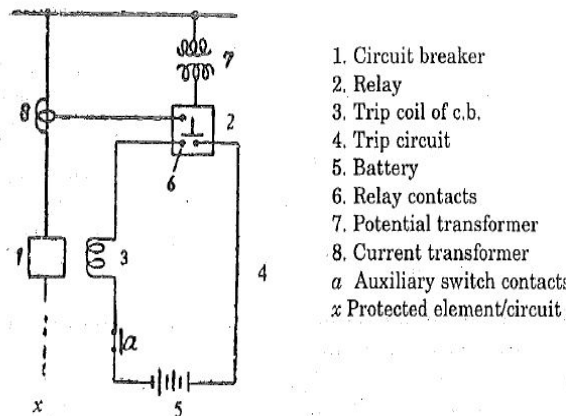 7
8
2
6
1
3
4
a
x
5
1. Circuit breaker
2. Relay
3. Trip coil of c.b.
4. Trip circuit
5. Battery
6. Relay contacts
7. Potential transformer
8. Current transformer
a Auxiliary switch contacts
x Protected element/circuit